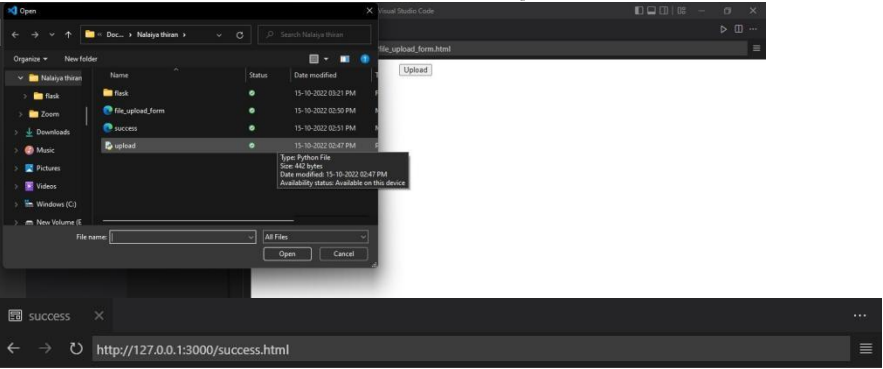 Open
Visual Studio Code
« Doc... › Nalaiya thiran ›
Search Nalaiya thiran
file_upload_form.html
Organize
New folder
Upload
Nalaiya thiran
Name
Status
Date modified
flask
flask
15-10-2022 03:21 PM
Zoom
file_upload_form
15-10-2022 02:50 PM
Downloads
success
15-10-2022 02:51 PM
Music
upload
15-10-2022 02:47 PM
Type: Python File
Size: 442 bytes
Date modified: 15-10-2022 02:47 PM
Availability status: Available on this device
Pictures
Videos
Windows (C:)
New Volume (E
File name:
All Files
Open
Cancel
success
http://127.0.0.1:3000/success.html